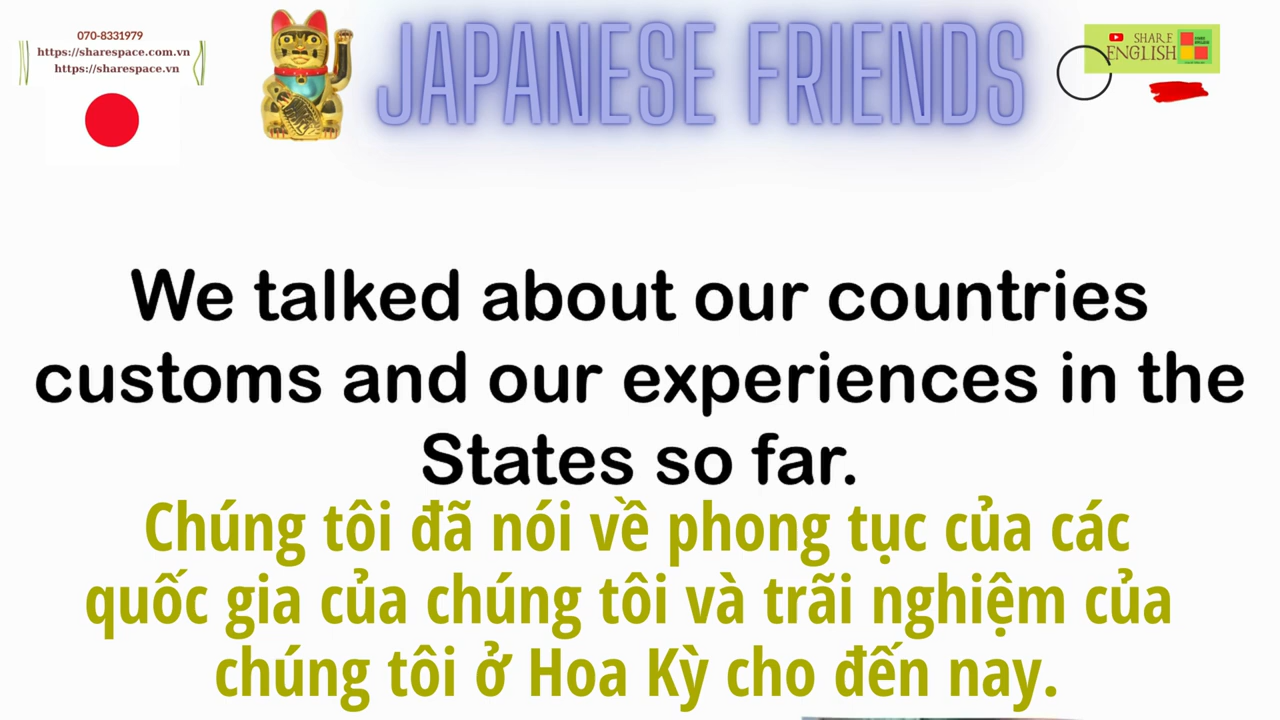 070-8331979
https://sharespace.com.vn
https://sharespace.vn
JAPANESE FRIENDS
SHARE
ENGLISH
We talked about our countries
customs and our experiences in the
States so far.
Chúng tôi đã nói về phong tục của các
quốc gia của chúng tôi và trãi nghiệm của
chúng tôi ở Hoa Kỳ cho đến nay.